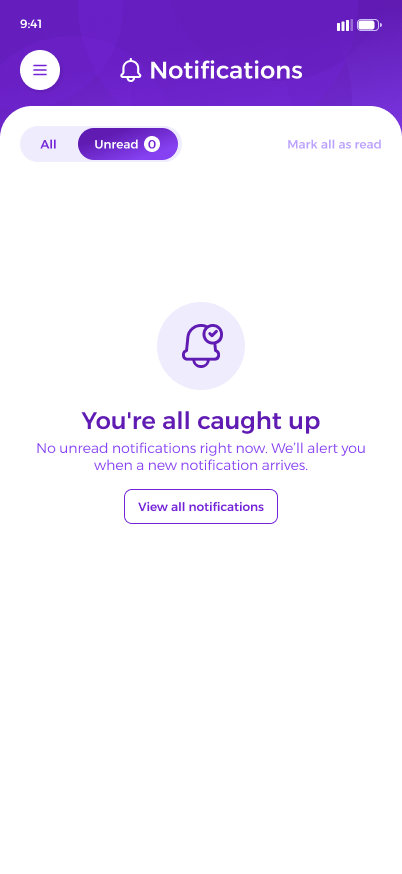 9:41
Notifications
All
Unread 0
Mark all as read
You're all caught up
No unread notifications right now. We’ll alert you
when a new notification arrives.
View all notifications